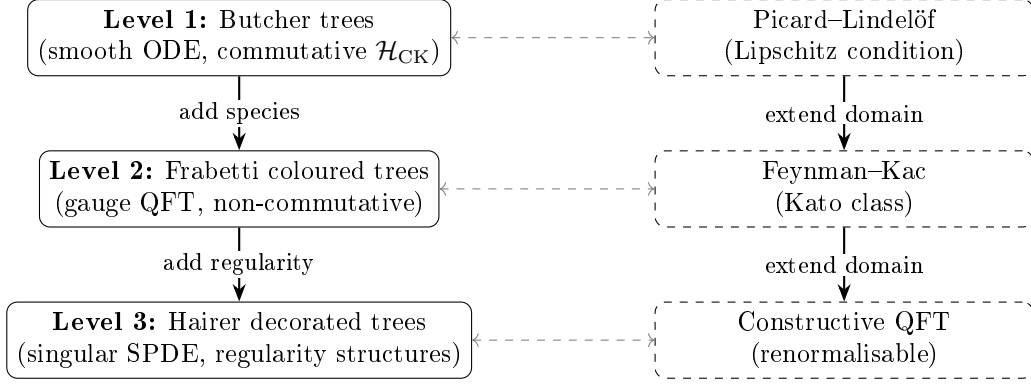 Level 1: Butcher trees
(smooth ODE, commutative ℋ_CK)
Picard–Lindelöf
(Lipschitz condition)
add species
extend domain
Level 2: Frabetti coloured trees
(gauge QFT, non-commutative)
Feynman–Kac
(Kato class)
add regularity
extend domain
Level 3: Hairer decorated trees
(singular SPDE, regularity structures)
Constructive QFT
(renormalisable)